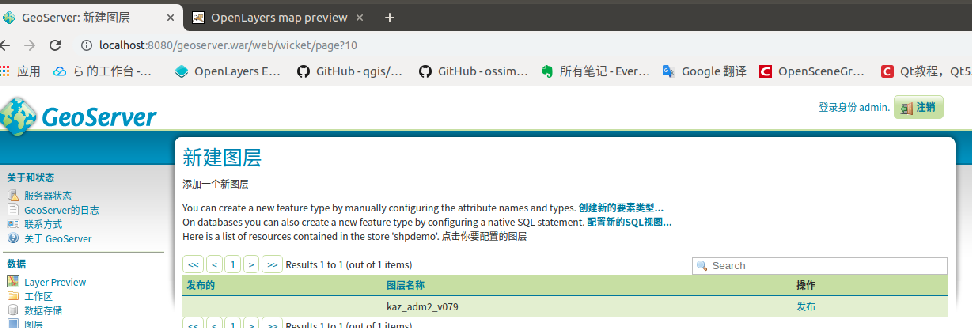 GeoServer: 新建图层
OpenLayers map preview
localhost:8080/geoserver.war/web/wicket/page?10
应用
ら 的工作台 -...
OpenLayers E...
GitHub - qgis/...
GitHub - ossim...
所有笔记 - Ever...
Google 翻译
OpenSceneGr...
Qt教程，Qt5
GeoServer
登录身份 admin.
注销
新建图层
添加一个新图层
关于和状态
服务器状态
GeoServer的日志
联系方式
关于 GeoServer
数据
Layer Preview
工作区
数据存储
图层
You can create a new feature type by manually configuring the attribute names and types. 创建新的要素类型...
On databases you can also create a new feature type by configuring a native SQL statement. 配置新的SQL视图...
Here is a list of resources contained in the store 'shpdemo'. 点击你要配置的图层
<< < 1 > >> Results 1 to 1 (out of 1 items)
Search
发布的 图层名称 操作
kaz_adm2_v079 发布
<< < 1 > >> Results 1 to 1 (out of 1 items)